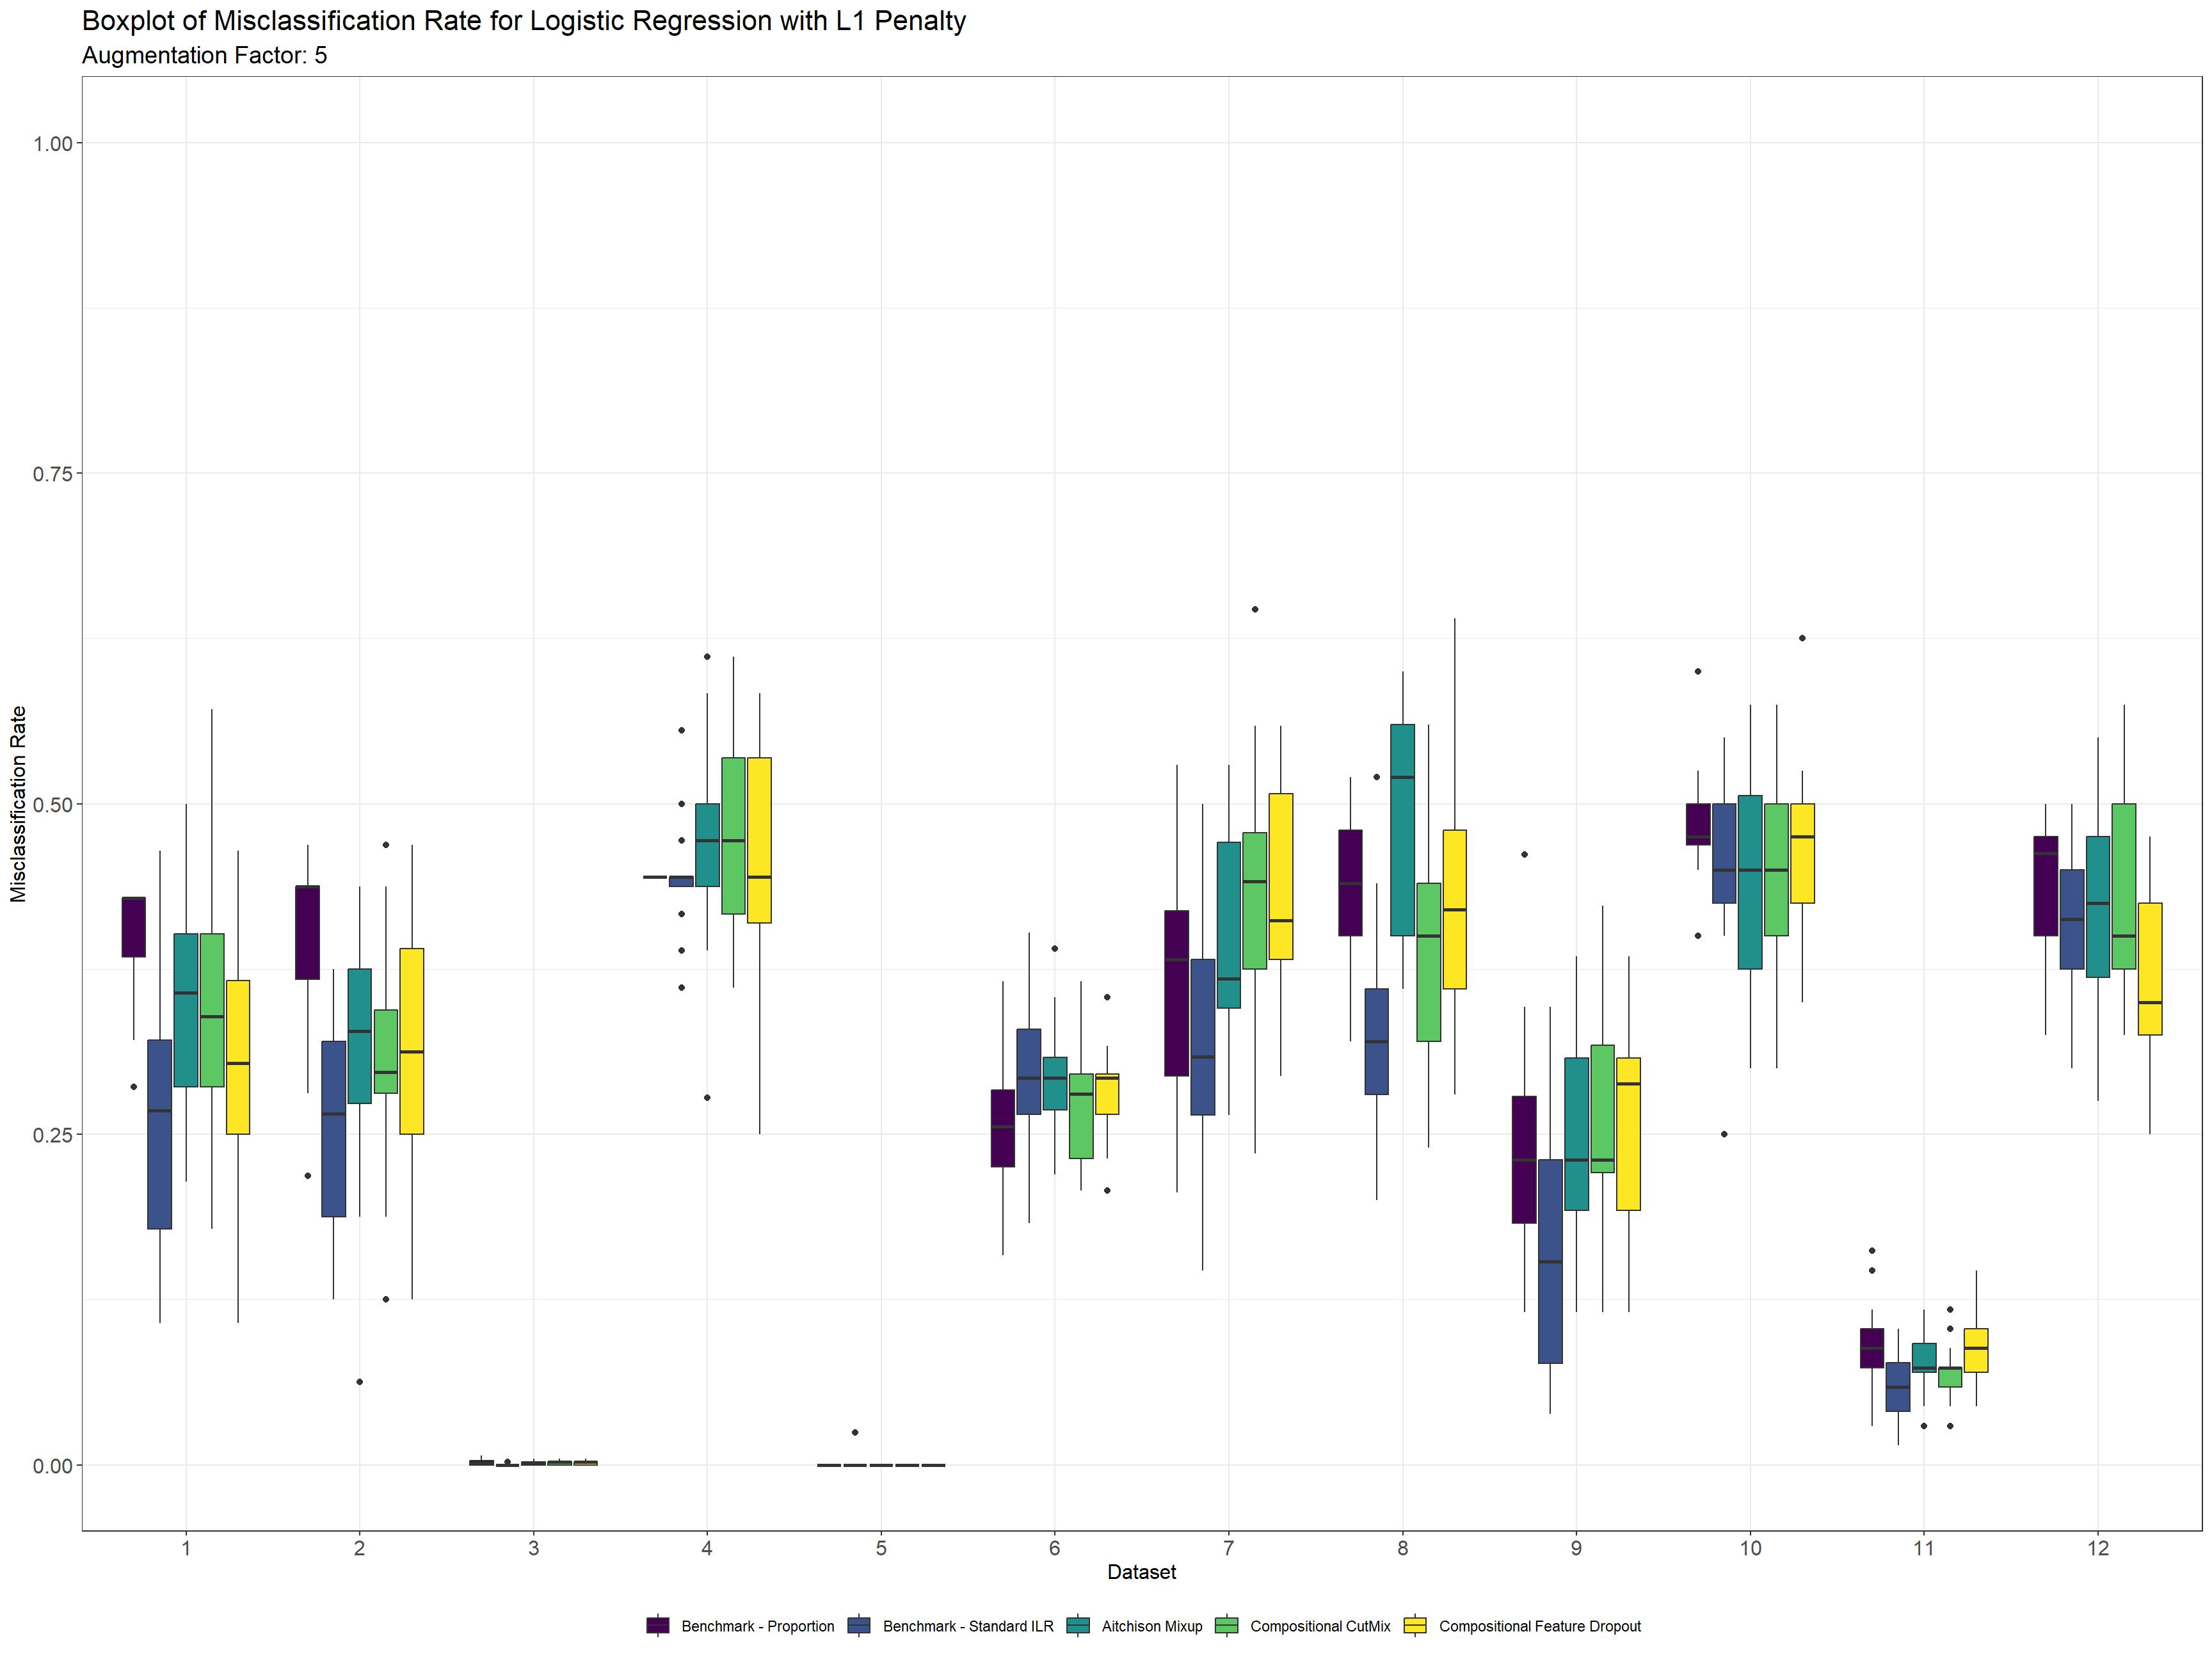 Boxplot of Misclassification Rate for Logistic Regression with L1 Penalty
Augmentation Factor: 5
1.00
0.75
0.50
0.25
0.00
Misclassification Rate
1 2 3 4 5 6 7 8 9 10 11 12
Dataset
Benchmark - Proportion Benchmark - Standard ILR Aitchison Mixup Compositional CutMix Compositional Feature Dropout